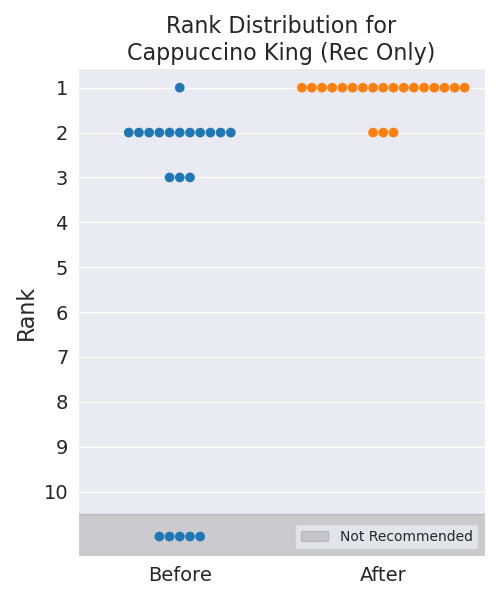 Rank Distribution for
Cappuccino King (Rec Only)
Rank
1
2
3
4
5
6
7
8
9
10
Not Recommended
Before
After